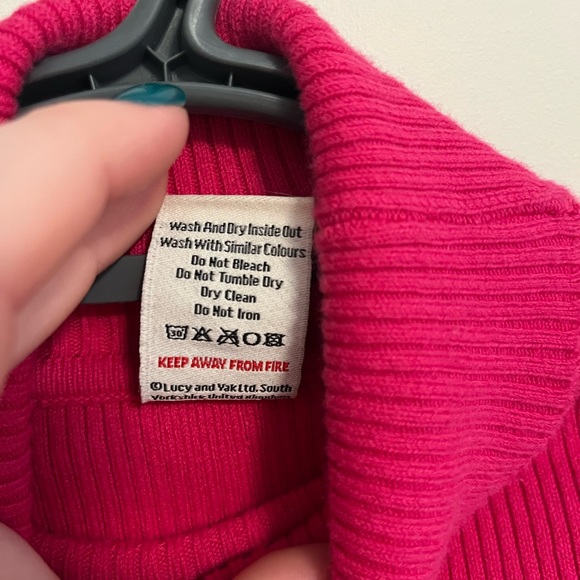 Wash And Dry Inside Out
Wash With Similar Colours
Do Not Bleach
Do Not Tumble Dry
Dry Clean
Do Not Iron
30
KEEP AWAY FROM FIRE
©Lucy and Yak Ltd. South
Yorkshire, United Kingdom